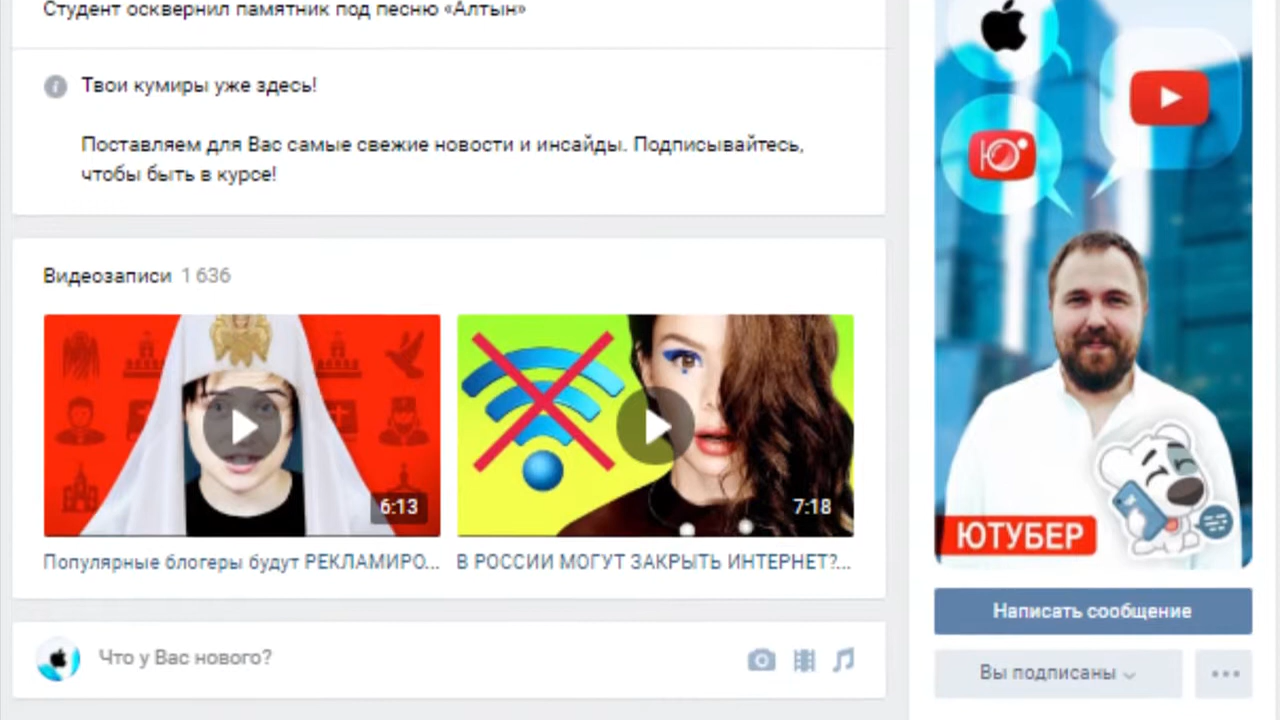 Студент осквернил памятник под песню «Алтын»
Твои кумиры уже здесь!
Поставляем для Вас самые свежие новости и инсайды. Подписывайтесь,
чтобы быть в курсе!
Видеозаписи 1 636
6:13
7:18
Популярные блогеры будут РЕКЛАМИРО...
В РОССИИ МОГУТ ЗАКРЫТЬ ИНТЕРНЕТ?...
Что у Вас нового?
ЮТУБЕР
Написать сообщение
Вы подписаны